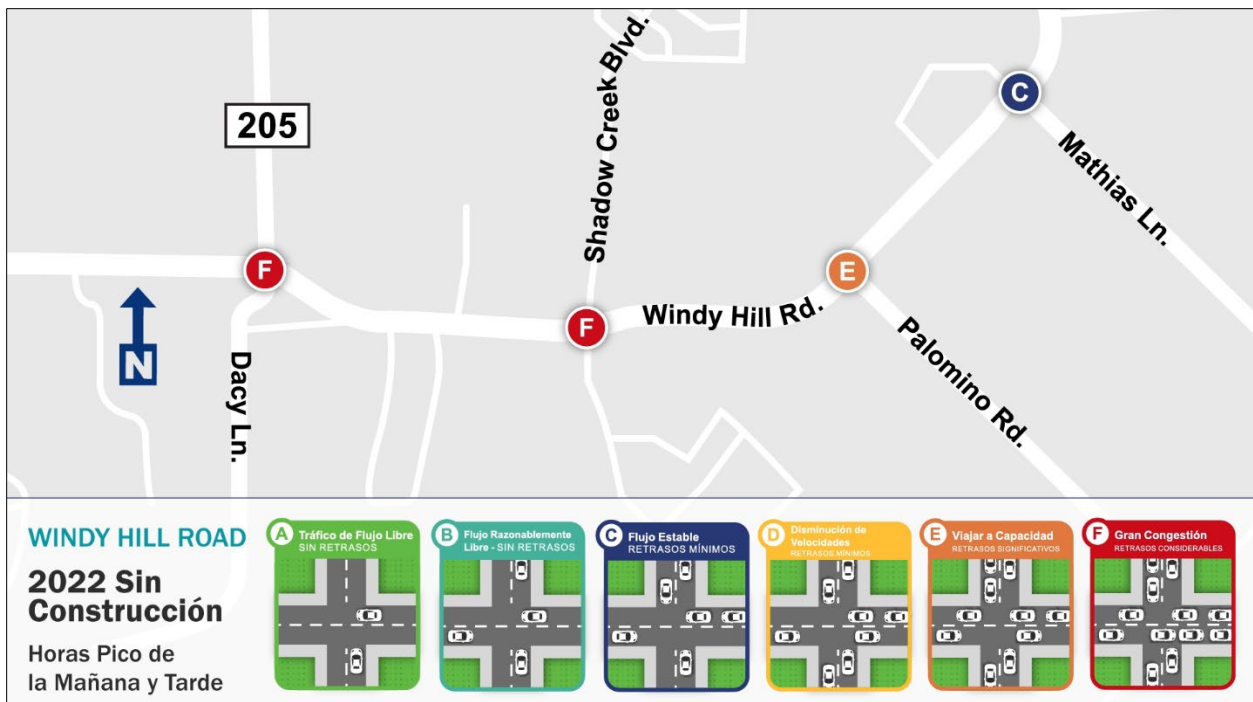 205
Shadow Creek Blvd.
C
Mathias Ln.
F
F
Windy Hill Rd.
E
N
Dacy Ln.
Palomino Rd.
WINDY HILL ROAD
2022 Sin
Construcción
Horas Pico de
la Mañana y Tarde
A Tráfico de Flujo Libre
SIN RETRASOS
B Flujo Razonablemente
Libre - SIN RETRASOS
C Flujo Estable
RETRASOS MÍNIMOS
D Disminución de
Velocidades
RETRASOS MÍNIMOS
E Viajar a Capacidad
RETRASOS SIGNIFICATIVOS
F Gran Congestión
RETRASOS CONSIDERABLES